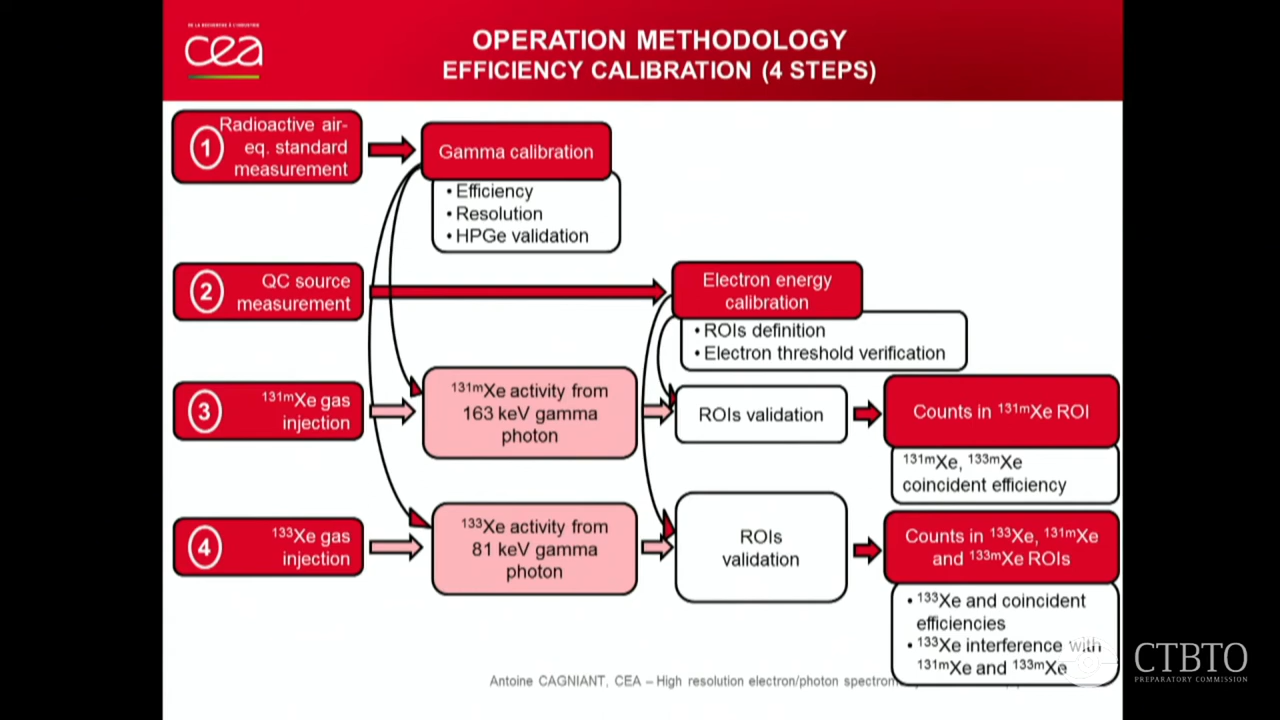 DE LA RECHERCHE À L'INDUSTRIE
cea
OPERATION METHODOLOGY
EFFICIENCY CALIBRATION (4 STEPS)
1
Radioactive air-
eq. standard
measurement
Gamma calibration
• Efficiency
• Resolution
• HPGe validation
2
QC source
measurement
Electron energy
calibration
• ROIs definition
• Electron threshold verification
3
131mXe gas
injection
131mXe activity from
163 keV gamma
photon
ROIs validation
Counts in 131mXe ROI
131mXe, 133mXe
coincident efficiency
4
133Xe gas
injection
133Xe activity from
81 keV gamma
photon
ROIs
validation
Counts in 133Xe, 131mXe
and 133mXe ROIs
• 133Xe and coincident
efficiencies
• 133Xe interference with
131mXe and 133mXe
Antoine CAGNIANT, CEA – High resolution electron/photon
CTBTO
PREPARATORY COMMISSION